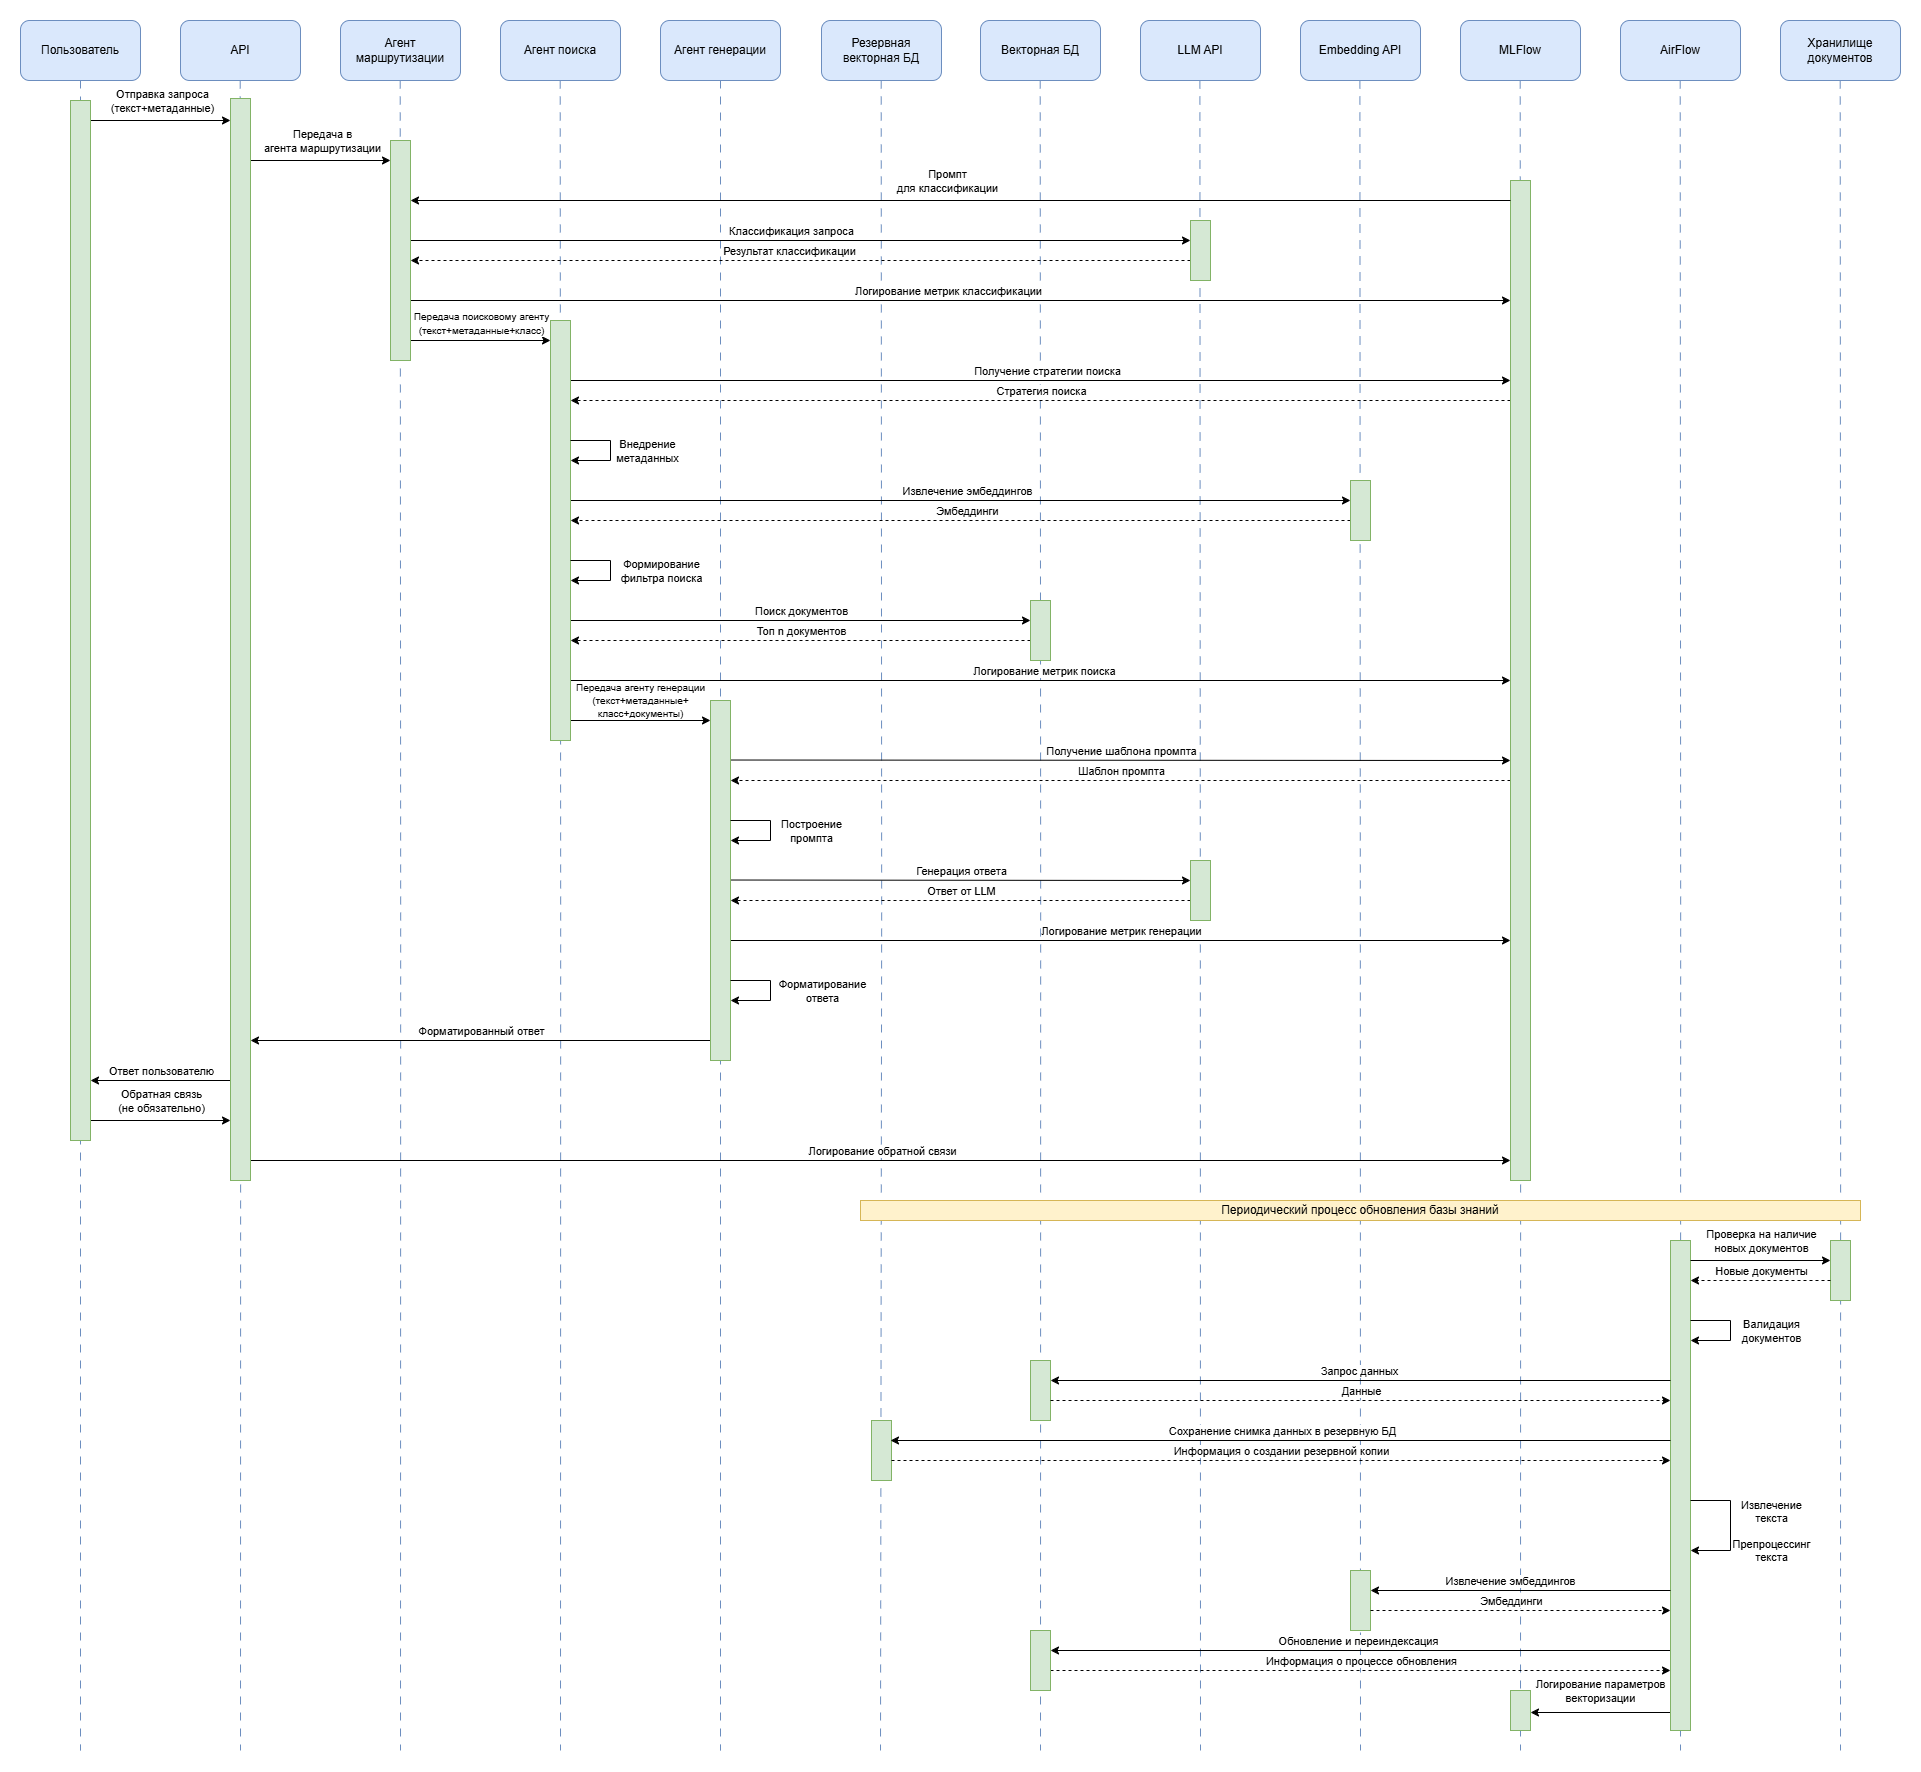 Пользователь
API
Агент
маршрутизации
Агент поиска
Агент генерации
Резервная
векторная БД
Векторная БД
LLM API
Embedding API
MLFlow
AirFlow
Хранилище
документов
Отправка запроса
(текст+метаданные)
Передача в
агента маршрутизации
Промпт
для классификации
Классификация запроса
Результат классификации
Логирование метрик классификации
Передача поисковому агенту
(текст+метаданные+класс)
Получение стратегии поиска
Стратегия поиска
Внедрение
метаданных
Извлечение эмбеддингов
Эмбеддинги
Формирование
фильтра поиска
Поиск документов
Топ n документов
Логирование метрик поиска
Передача агенту генерации
(текст+метаданные+
класс+документы)
Получение шаблона промпта
Шаблон промпта
Построение
промпта
Генерация ответа
Ответ от LLM
Логирование метрик генерации
Форматирование
ответа
Форматированный ответ
Ответ пользователю
Обратная связь
(не обязательно)
Логирование обратной связи
Периодический процесс обновления базы знаний
Проверка на наличие
новых документов
Новые документы
Валидация
документов
Запрос данных
Данные
Сохранение снимка данных в резервную БД
Информация о создании резервной копии
Извлечение
текста
Препроцессинг
текста
Извлечение эмбеддингов
Эмбеддинги
Обновление и переиндексация
Информация о процессе обновления
Логирование параметров
векторизации